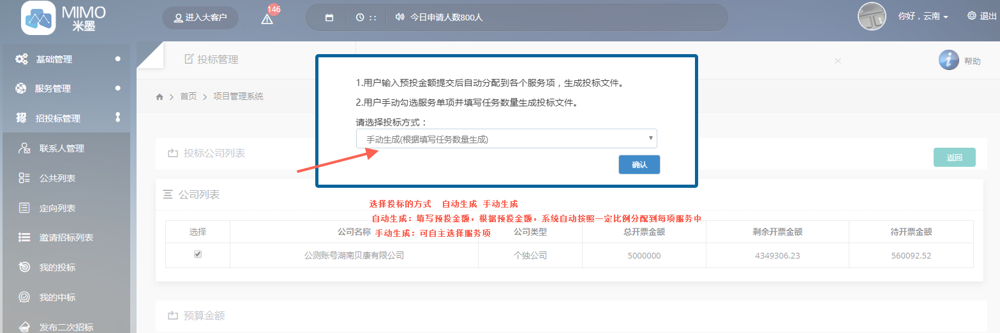 MIMO
米墨
进入大客户
146
: :
今日申请人数800人
你好，云南
退出
基础管理
服务管理
招投标管理
联系人管理
公共列表
定向列表
邀请招标列表
我的投标
我的中标
发布二次招标
投标管理
×
帮助
首页
项目管理系统
1.用户输入预投金额提交后自动分配到各个服务项，生成投标文件。
2.用户手动勾选服务单项并填写任务数量生成投标文件。
请选择投标方式：
手动生成(根据填写任务数量生成)
确认
投标公司列表
返回
公司列表
选择投标的方式 自动生成 手动生成
自动生成：填写预投金额，根据预投金额，系统自动按照一定比例分配到每项服务中
手动生成：可自主选择服务项
选择 公司名称 公司类型 总开票金额 剩余开票金额 待开票金额
公测账号湖南贝康有限公司 个独公司 5000000 4349306.23 560092.52
预算金额